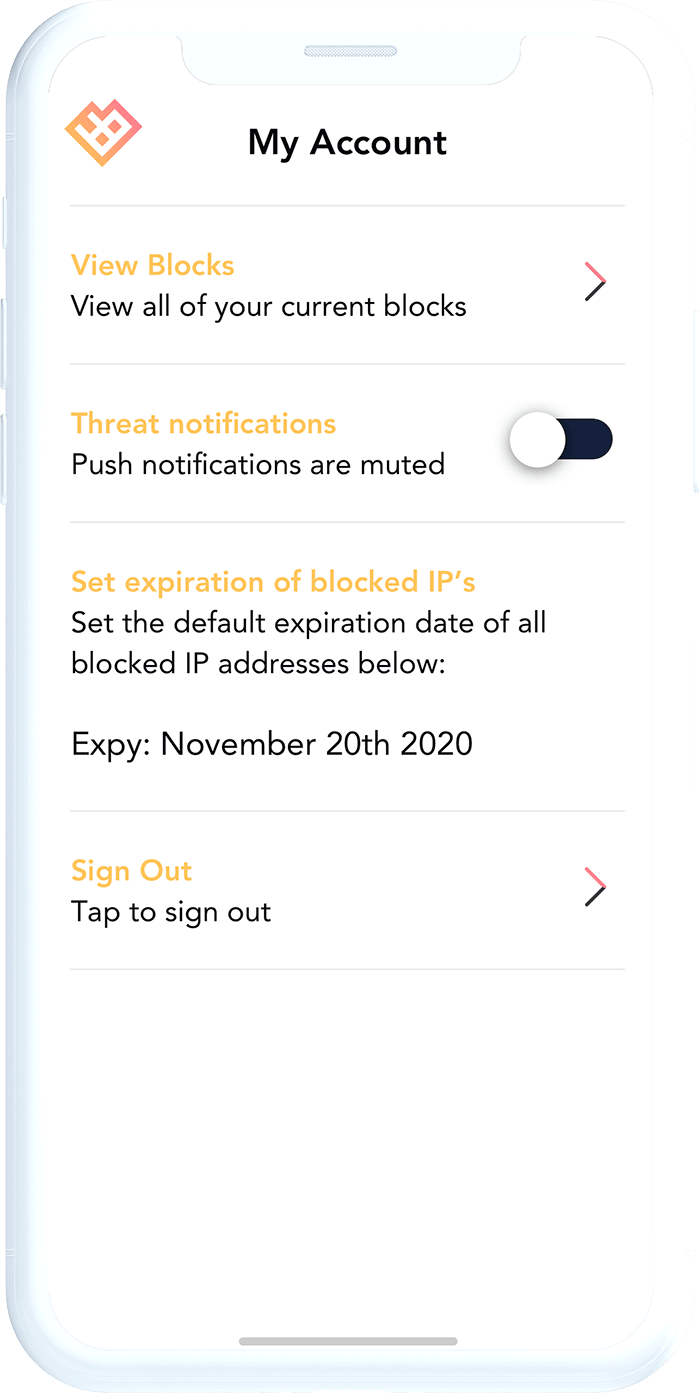 My Account
View Blocks
View all of your current blocks
Threat notifications
Push notifications are muted
Set expiration of blocked IP’s
Set the default expiration date of all
blocked IP addresses below:
Expy: November 20th 2020
Sign Out
Tap to sign out